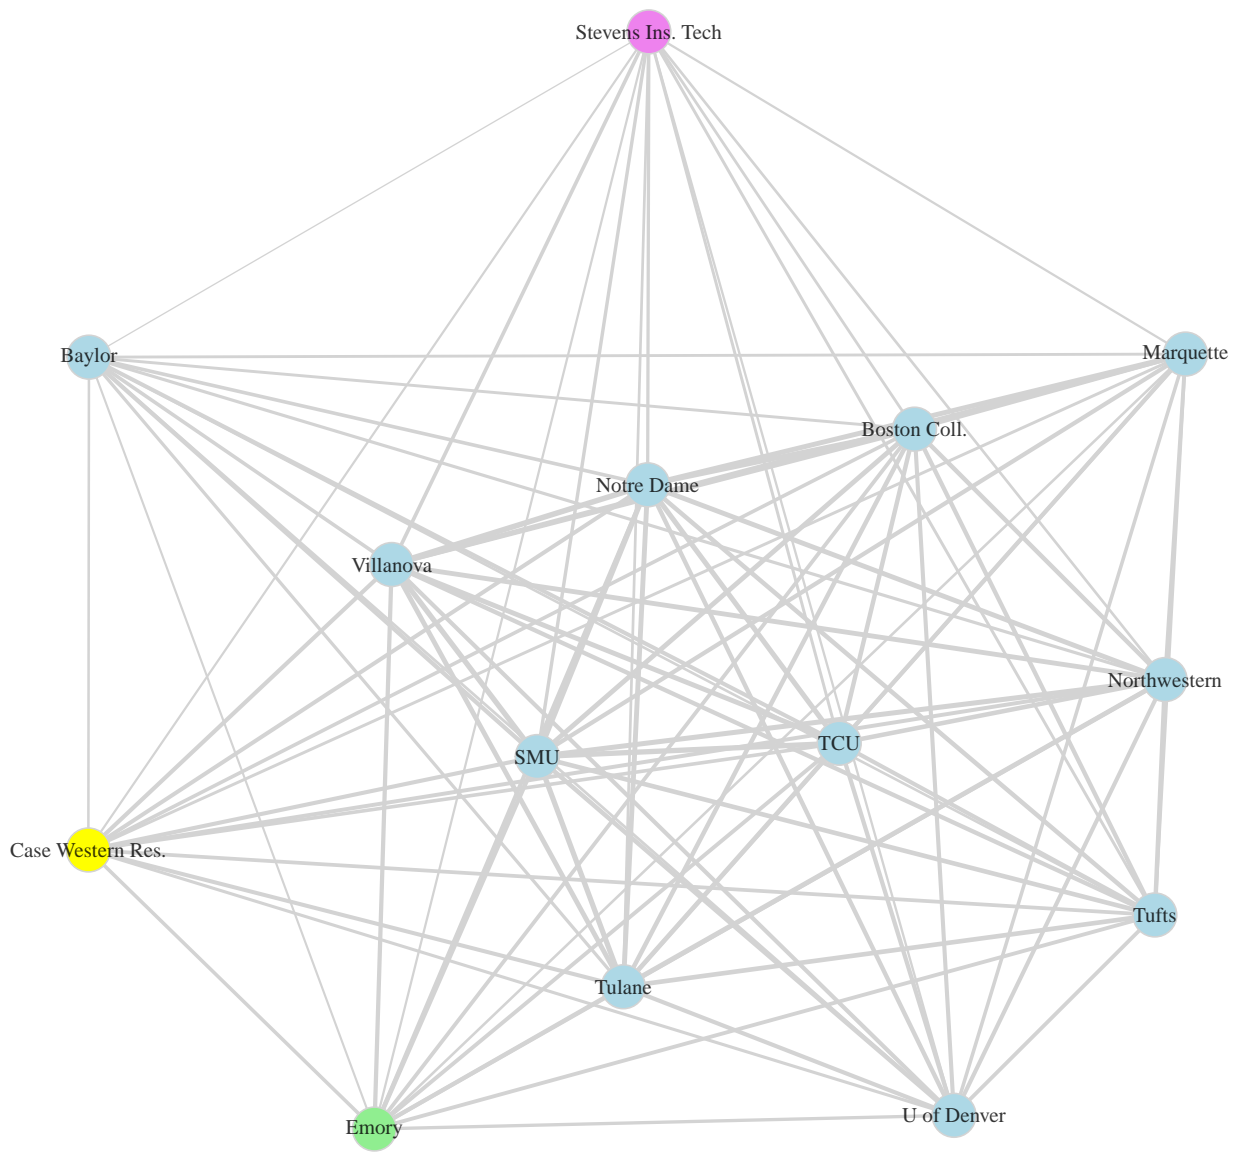 Stevens Ins. Tech
Baylor
Marquette
Boston Coll.
Notre Dame
Villanova
Northwestern
SMU
TCU
Case Western Res.
Tufts
Tulane
Emory
U of Denver